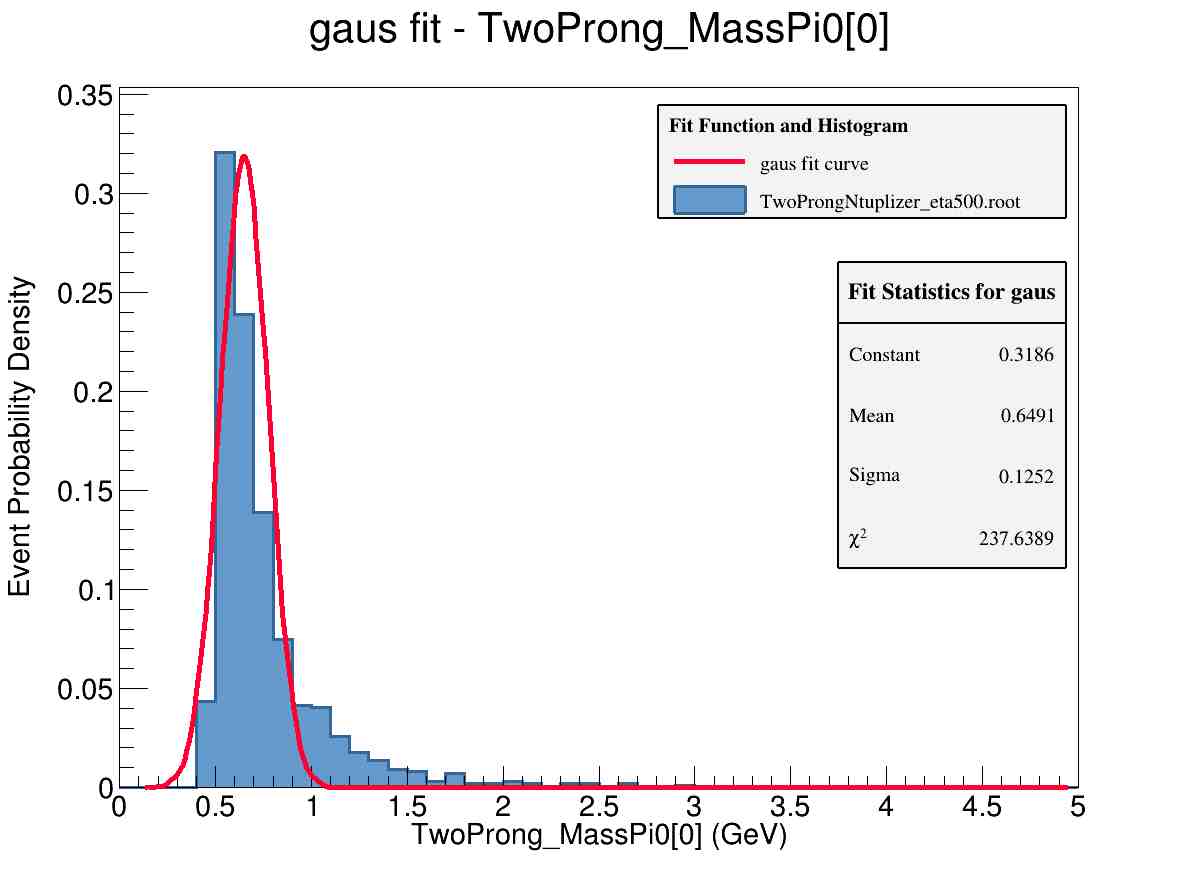 gaus fit - TwoProng_MassPi0[0]
Fit Function and Histogram
gaus fit curve
TwoProngNtuplizer_eta500.root
Fit Statistics for gaus
Constant 0.3186
Mean 0.6491
Sigma 0.1252
χ² 237.6389
Event Probability Density
0.35
0.3
0.25
0.2
0.15
0.1
0.05
0
0 0.5 1 1.5 2 2.5 3 3.5 4 4.5 5
TwoProng_MassPi0[0] (GeV)